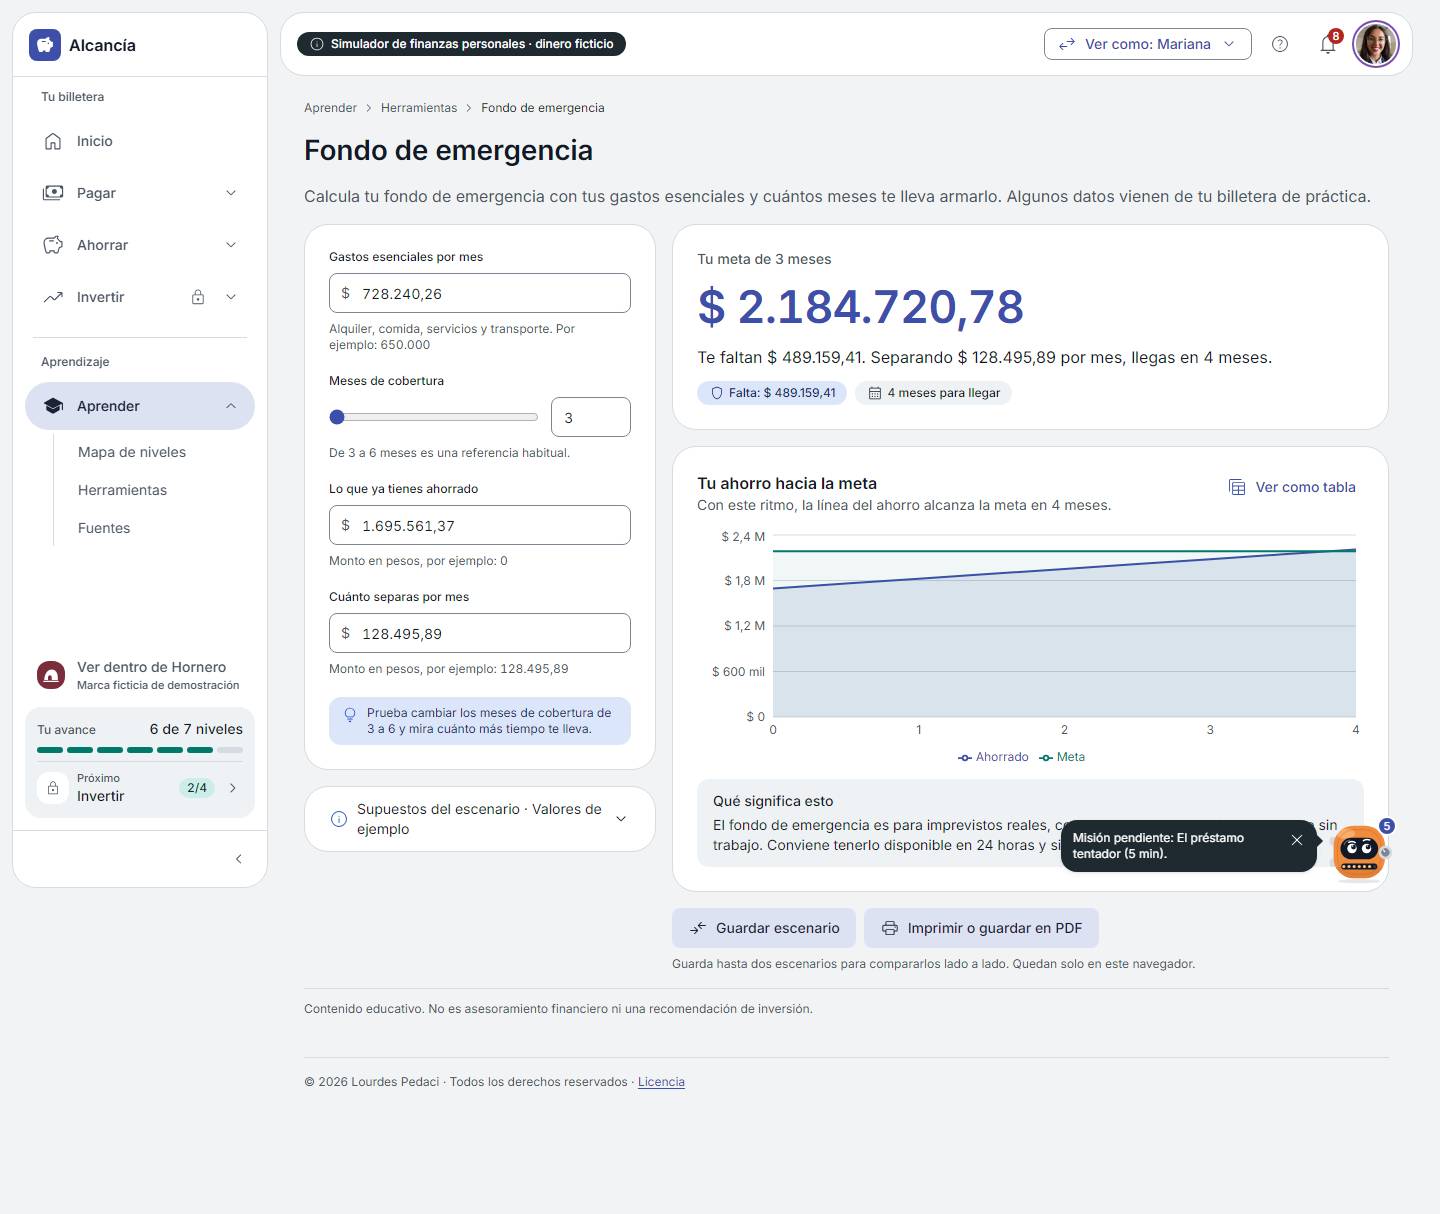 Alcancía
Simulador de finanzas personales · dinero ficticio
Ver como: Mariana
8
Tu billetera
Inicio
Pagar
Ahorrar
Invertir
Aprendizaje
Aprender
Mapa de niveles
Herramientas
Fuentes
Ver dentro de Hornero
Marca ficticia de demostración
Tu avance
6 de 7 niveles
Próximo
Invertir
2/4
Aprender > Herramientas > Fondo de emergencia
Fondo de emergencia
Calcula tu fondo de emergencia con tus gastos esenciales y cuántos meses te lleva armarlo. Algunos datos vienen de tu billetera de práctica.
Gastos esenciales por mes
$ 728.240,26
Alquiler, comida, servicios y transporte. Por
ejemplo: 650.000
Meses de cobertura
3
De 3 a 6 meses es una referencia habitual.
Lo que ya tienes ahorrado
$ 1.695.561,37
Monto en pesos, por ejemplo: 0
Cuánto separas por mes
$ 128.495,89
Monto en pesos, por ejemplo: 128.495,89
Prueba cambiar los meses de cobertura de
3 a 6 y mira cuánto más tiempo te lleva.
Supuestos del escenario · Valores de
ejemplo
Tu meta de 3 meses
$ 2.184.720,78
Te faltan $ 489.159,41. Separando $ 128.495,89 por mes, llegas en 4 meses.
Falta: $ 489.159,41
4 meses para llegar
Tu ahorro hacia la meta
Ver como tabla
Con este ritmo, la línea del ahorro alcanza la meta en 4 meses.
$ 2,4 M
$ 1,8 M
$ 1,2 M
$ 600 mil
$ 0
0 1 2 3 4
Ahorrado Meta
Qué significa esto
El fondo de emergencia es para imprevistos reales, sin
trabajo. Conviene tenerlo disponible en 24 horas y
Misión pendiente: El préstamo
tentador (5 min).
5
Guardar escenario
Imprimir o guardar en PDF
Guarda hasta dos escenarios para compararlos lado a lado. Quedan solo en este navegador.
Contenido educativo. No es asesoramiento financiero ni una recomendación de inversión.
© 2026 Lourdes Pedaci · Todos los derechos reservados · Licencia